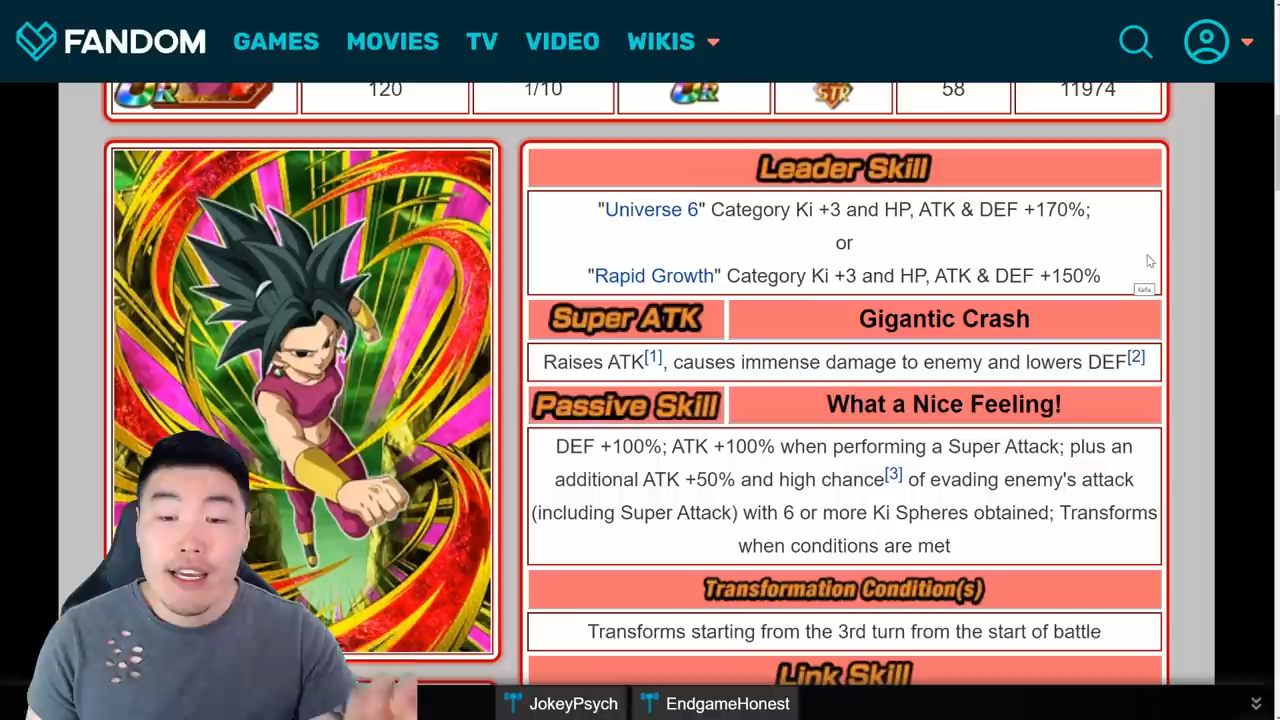 FANDOM GAMES MOVIES TV VIDEO WIKIS
UR 120 1/10 UR STR 58 11974
Leader Skill
"Universe 6" Category Ki +3 and HP, ATK & DEF +170%;
or
"Rapid Growth" Category Ki +3 and HP, ATK & DEF +150%
Kefla
Super ATK Gigantic Crash
Raises ATK[1], causes immense damage to enemy and lowers DEF[2]
Passive Skill What a Nice Feeling!
DEF +100%; ATK +100% when performing a Super Attack; plus an
additional ATK +50% and high chance[3] of evading enemy's attack
(including Super Attack) with 6 or more Ki Spheres obtained; Transforms
when conditions are met
Transformation Condition(s)
Transforms starting from the 3rd turn from the start of battle
Link Skill
JokeyPsych EndgameHonest